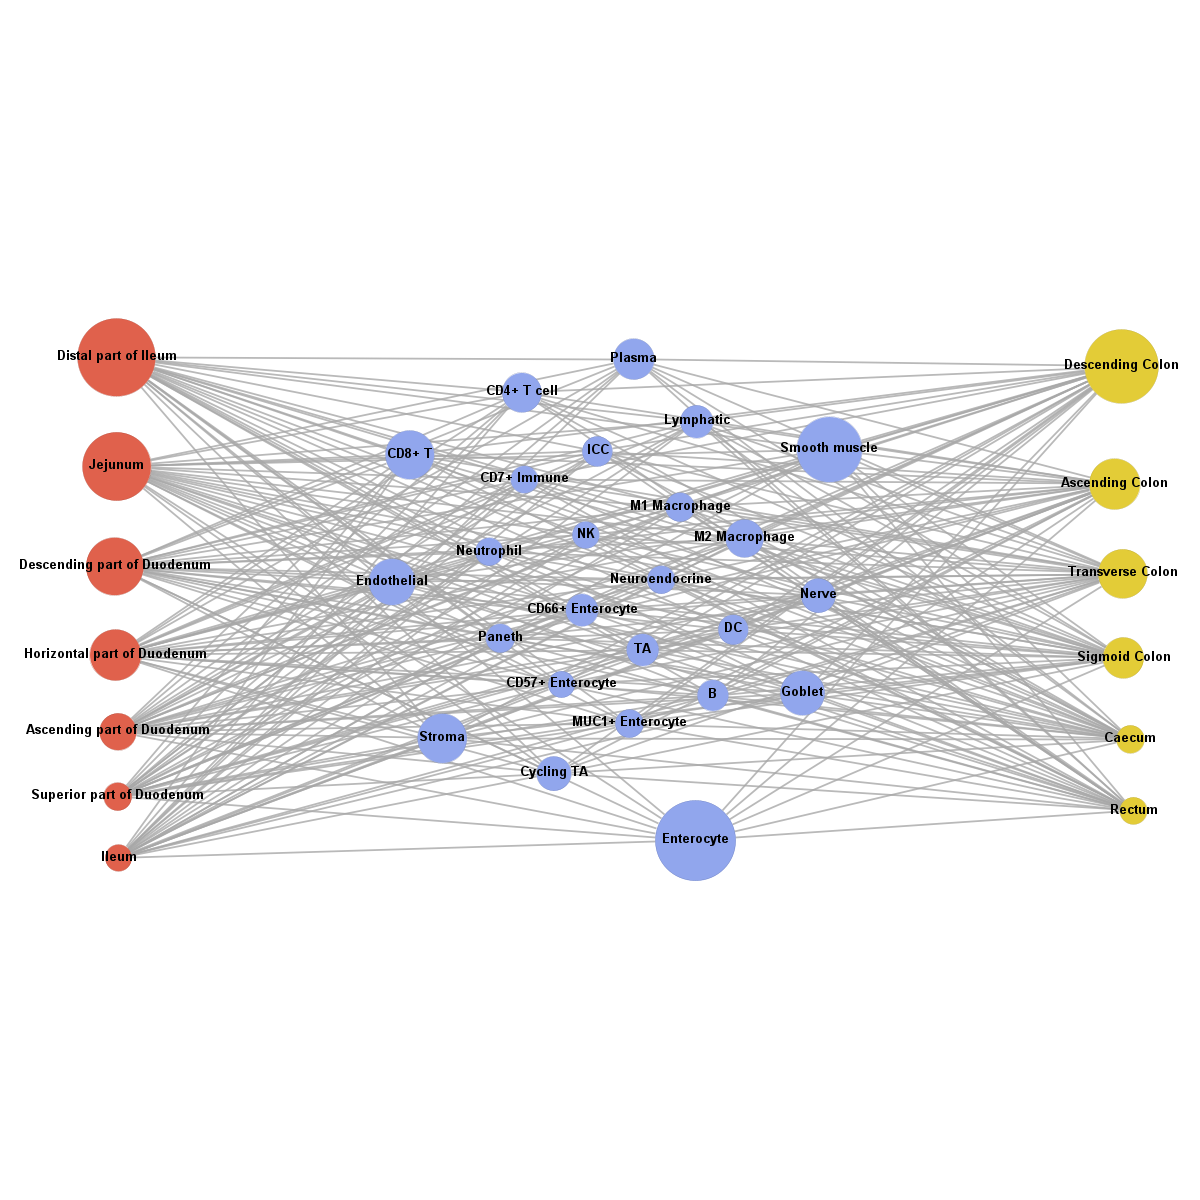 Distal part of Ileum
Plasma
Descending Colon
CD4+ T cell
Lymphatic
Smooth muscle
ICC
CD8+ T
Jejunum
CD7+ Immune
Ascending Colon
M1 Macrophage
NK
M2 Macrophage
Neutrophil
Descending part of Duodenum
Transverse Colon
Endothelial
Neuroendocrine
Nerve
CD66+ Enterocyte
DC
Paneth
TA
Horizontal part of Duodenum
Sigmoid Colon
CD57+ Enterocyte
B
Goblet
MUC1+ Enterocyte
Ascending part of Duodenum
Stroma
Caecum
Cycling TA
Superior part of Duodenum
Rectum
Enterocyte
Ileum